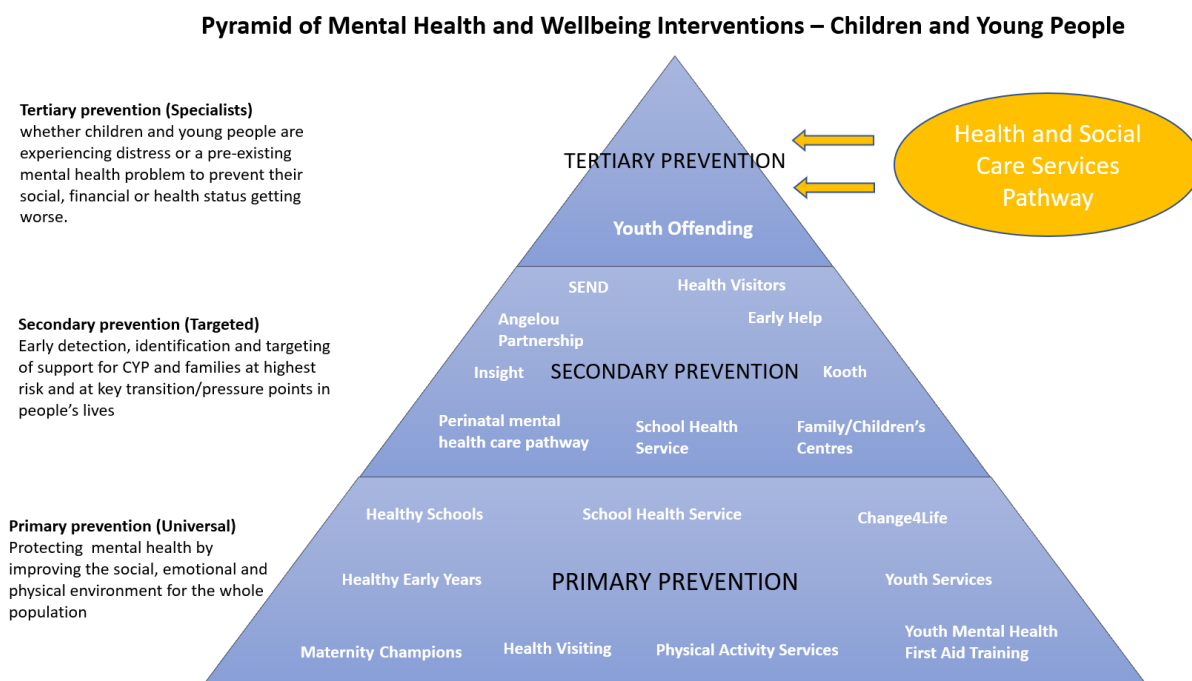 Pyramid of Mental Health and Wellbeing Interventions – Children and Young People
Tertiary prevention (Specialists)
whether children and young people are
experiencing distress or a pre-existing
mental health problem to prevent their
social, financial or health status getting
worse.
TERTIARY PREVENTION
Youth Offending
Health and Social
Care Services
Pathway
Secondary prevention (Targeted)
Early detection, identification and targeting
of support for CYP and families at highest
risk and at key transition/pressure points in
people’s lives
SEND
Health Visitors
Angelou
Partnership
Early Help
Insight
SECONDARY PREVENTION
Kooth
Perinatal mental
health care pathway
School Health
Service
Family/Children’s
Centres
Primary prevention (Universal)
Protecting  mental health by
improving the social, emotional and
physical environment for the whole
population
Healthy Schools
School Health Service
Change4Life
Healthy Early Years
PRIMARY PREVENTION
Youth Services
Maternity Champions
Health Visiting
Physical Activity Services
Youth Mental Health
First Aid Training